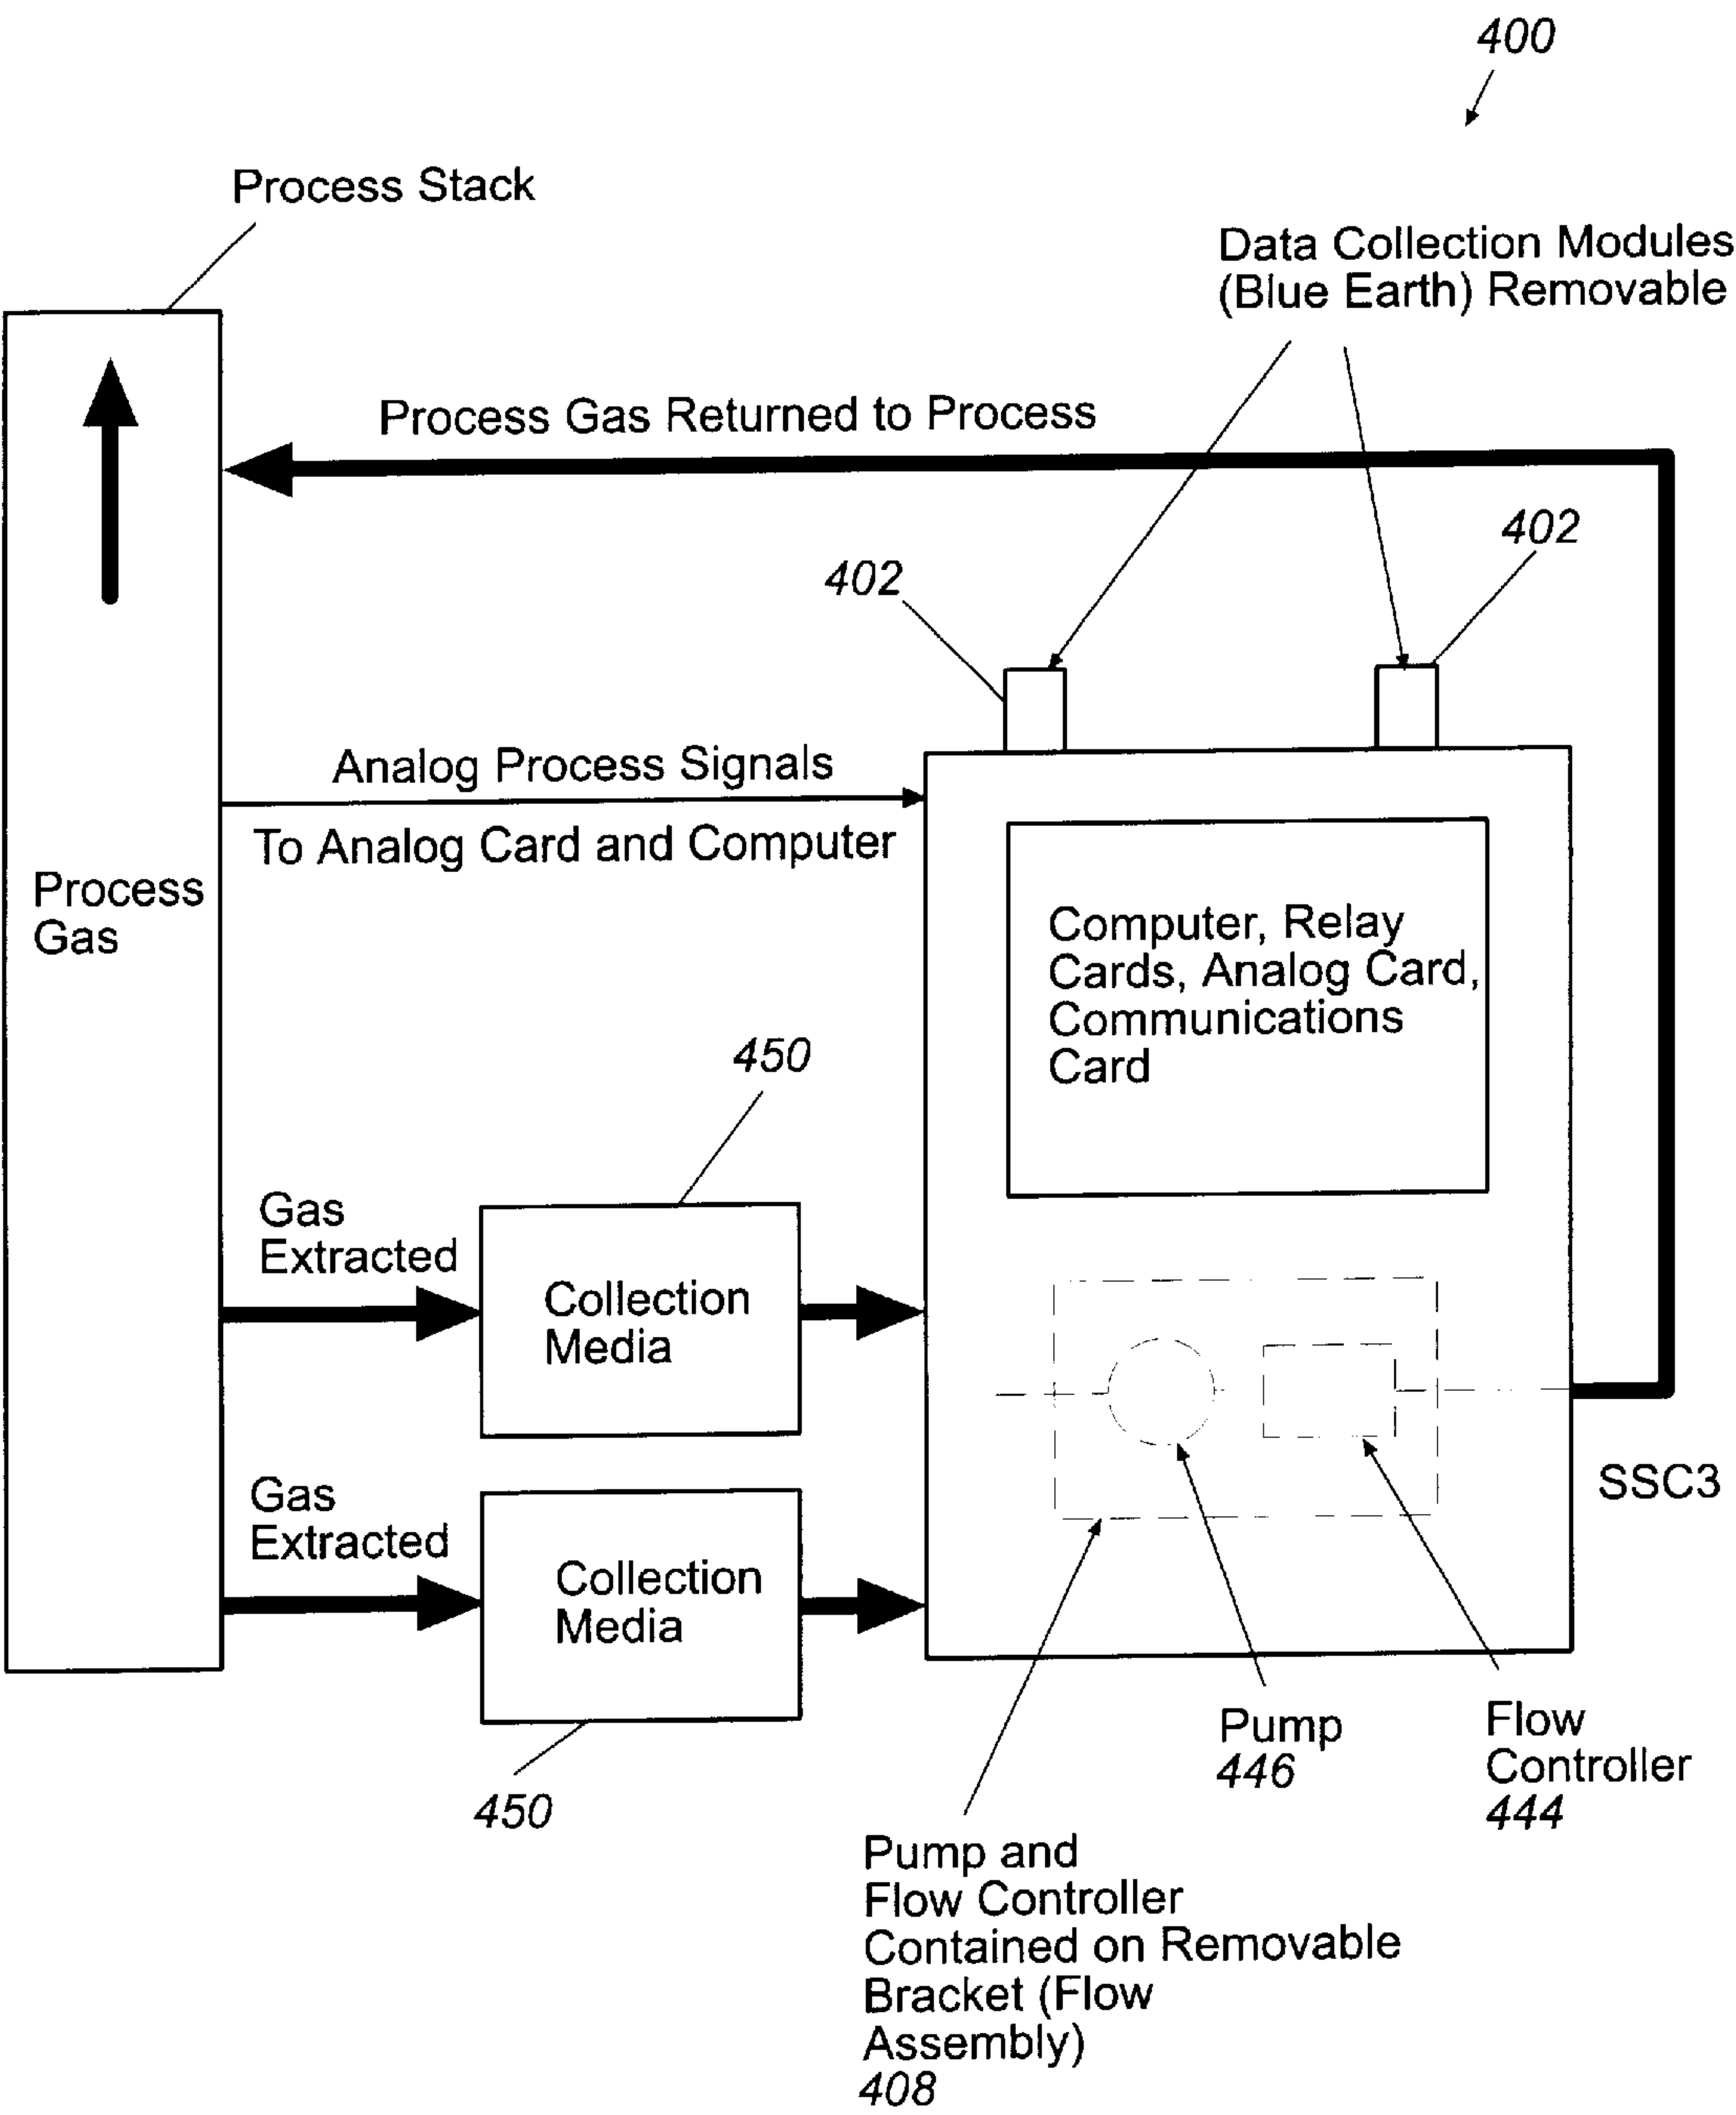 400
Process Stack
Data Collection Modules
(Blue Earth) Removable
Process Gas Returned to Process
402
402
Analog Process Signals
To Analog Card and Computer
Process
Gas
Computer, Relay
Cards, Analog Card,
Communications
Card
450
Gas
Extracted
Collection
Media
Gas
Extracted
Collection
Media
SSC3
450
Pump
446
Flow
Controller
444
Pump and
Flow Controller
Contained on Removable
Bracket (Flow
Assembly)
408